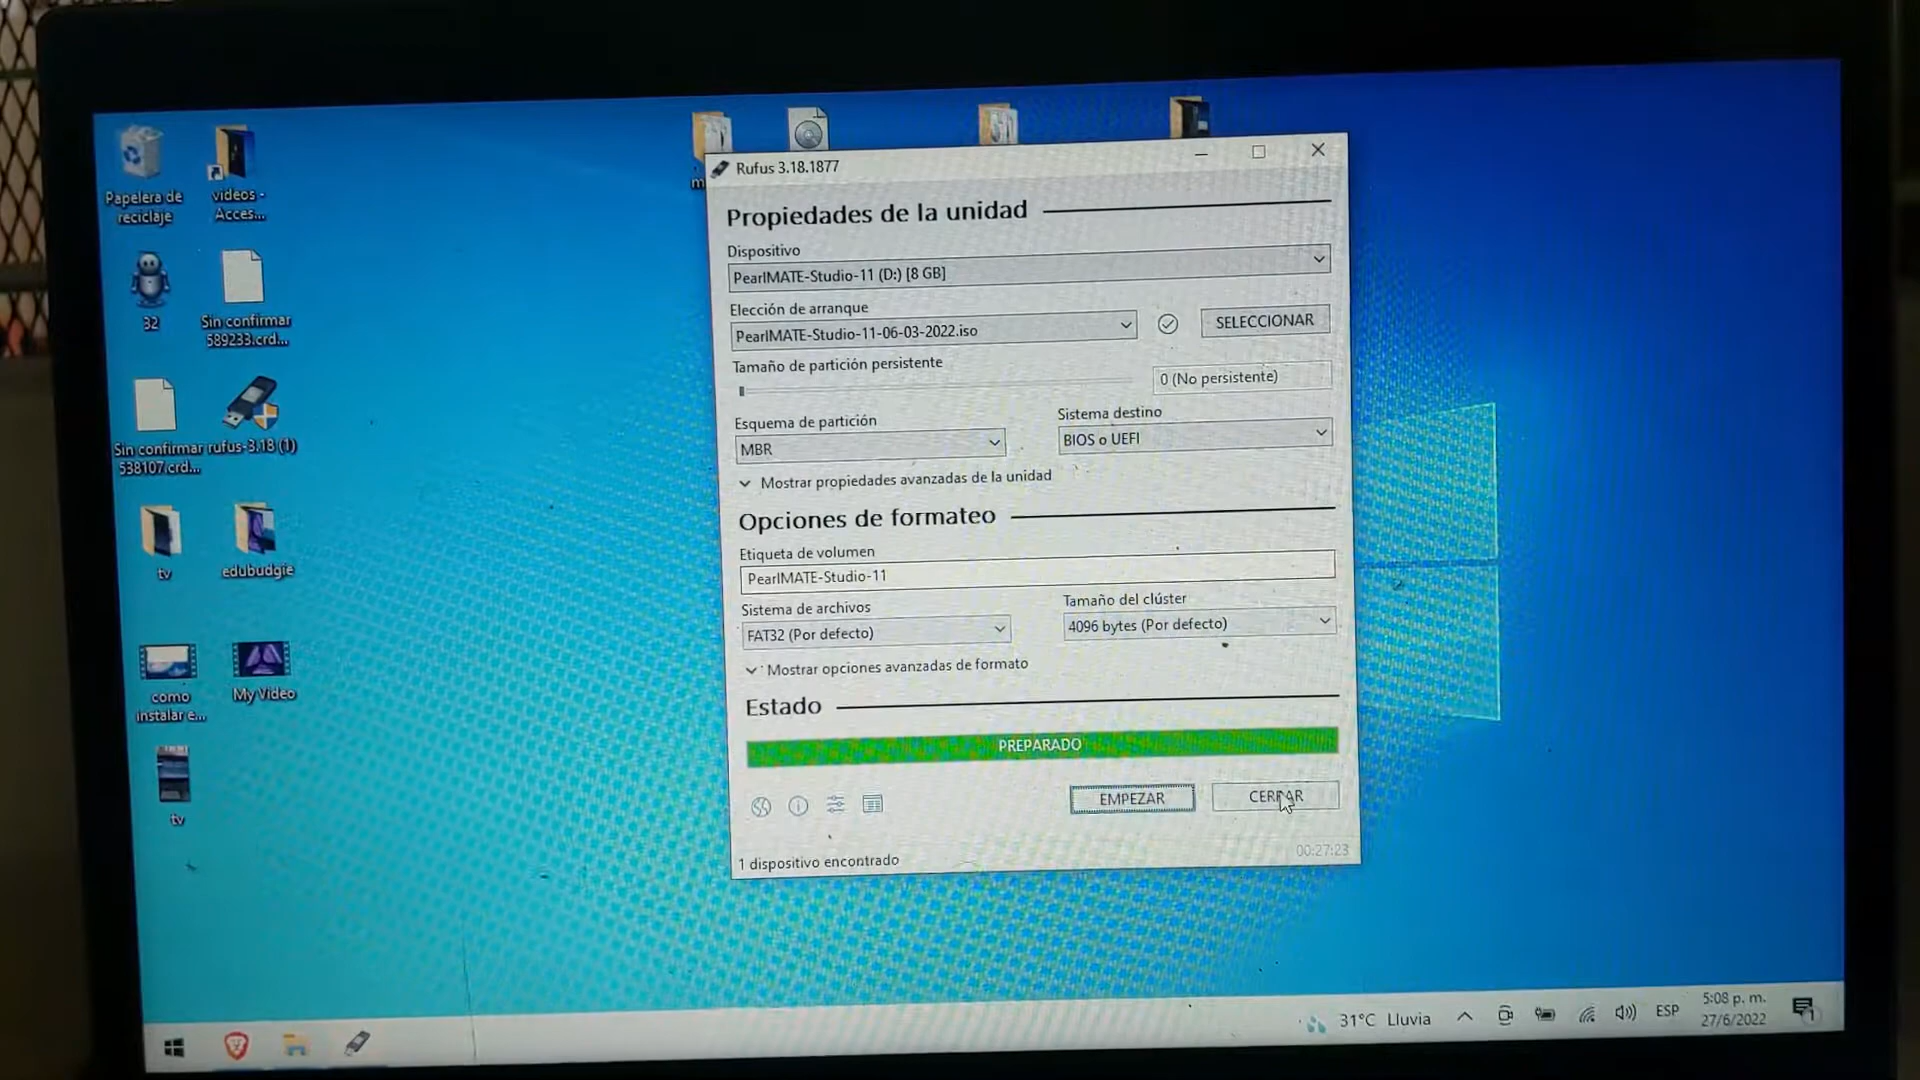 Papelera de
reciclaje
videos -
Acces...
32
Sin confirmar
589233.crd...
Sin confirmar
538107.crd...
rufus-3.18 (1)
tv
edubudgie
como
instalar e...
My Video
tv
m
Rufus 3.18.1877
Propiedades de la unidad
Dispositivo
PearlMATE-Studio-11 (D:) [8 GB]
Elección de arranque
PearlMATE-Studio-11-06-03-2022.iso
SELECCIONAR
Tamaño de partición persistente
0 (No persistente)
Esquema de partición
MBR
Sistema destino
BIOS o UEFI
Mostrar propiedades avanzadas de la unidad
Opciones de formateo
Etiqueta de volumen
PearlMATE-Studio-11
Sistema de archivos
FAT32 (Por defecto)
Tamaño del clúster
4096 bytes (Por defecto)
Mostrar opciones avanzadas de formato
Estado
PREPARADO
EMPEZAR
CERRAR
1 dispositivo encontrado
00:27:23
31°C Lluvia
ESP
5:08 p. m.
27/6/2022
1